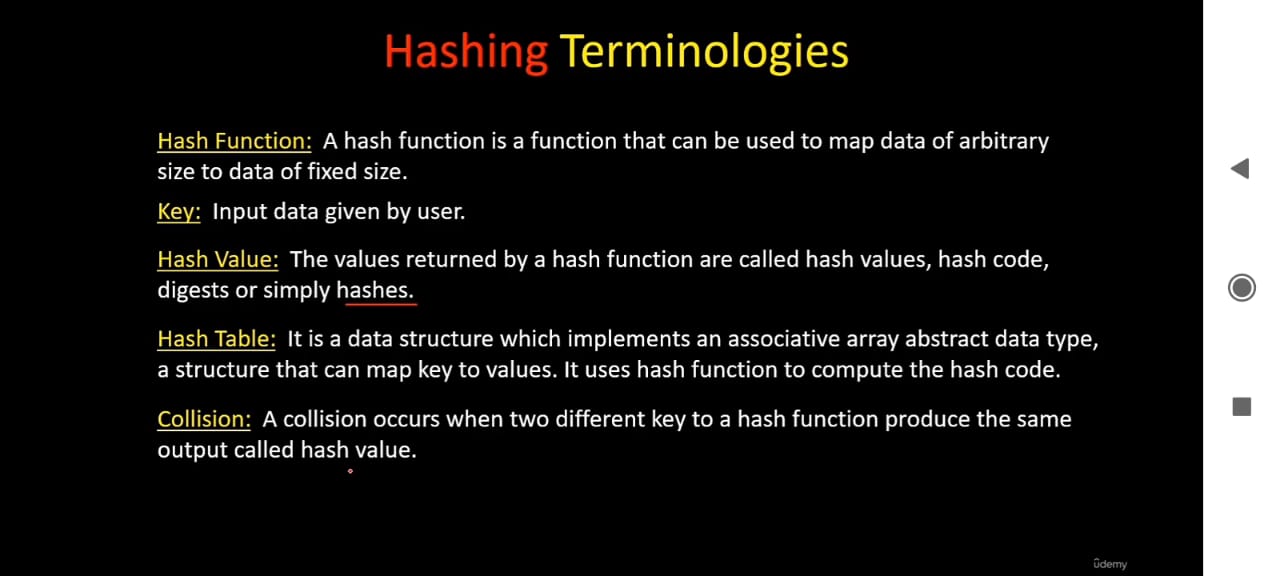 Hashing Terminologies
Hash Function: A hash function is a function that can be used to map data of arbitrary
size to data of fixed size.
Key: Input data given by user.
Hash Value: The values returned by a hash function are called hash values, hash code,
digests or simply hashes.
Hash Table: It is a data structure which implements an associative array abstract data type,
a structure that can map key to values. It uses hash function to compute the hash code.
Collision: A collision occurs when two different key to a hash function produce the same
output called hash value.
ûdemy